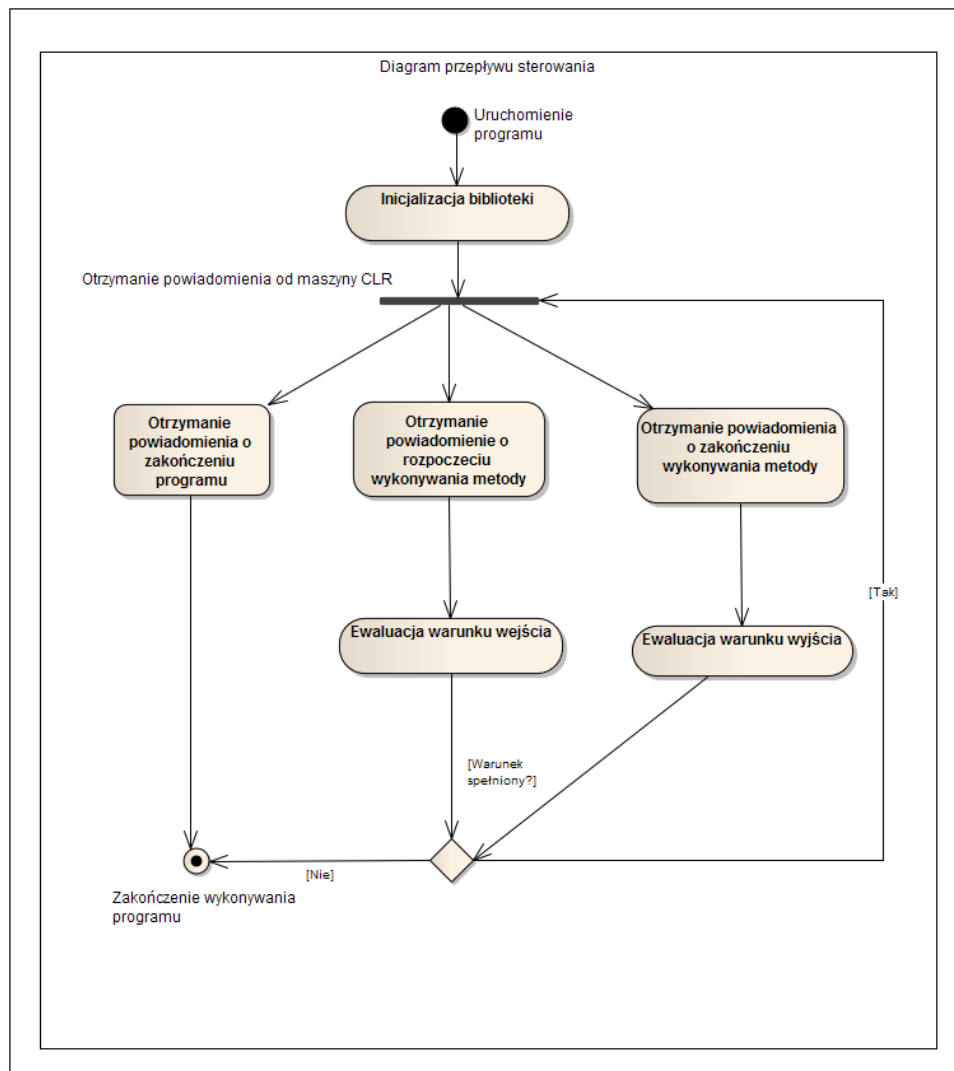 Diagram przepływu sterowania
Uruchomienie
programu
Inicjalizacja biblioteki
Otrzymanie powiadomienia od maszyny CLR
Otrzymanie
powiadomienia o
zakończeniu
programu
Otrzymanie
powiadomienie o
rozpoczeciu
wykonywania metody
Otrzymanie powiadomienia
o zakończeniu
wykonywania metody
[Tak]
Ewaluacja warunku wejścia
Ewaluacja warunku wyjścia
[Warunek
spełniony?]
[Nie]
Zakończenie wykonywania
programu